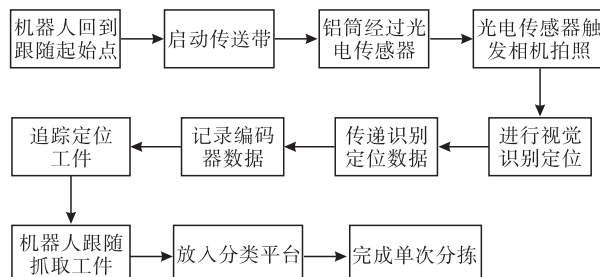 机器人回到
跟随起始点
启动传送带
铝筒经过光
电传感器
光电传感器触
发相机拍照
进行视觉
识别定位
传递识别
定位数据
记录编码
器数据
追踪定位
工件
机器人跟随
抓取工件
放入分类平台
完成单次分拣